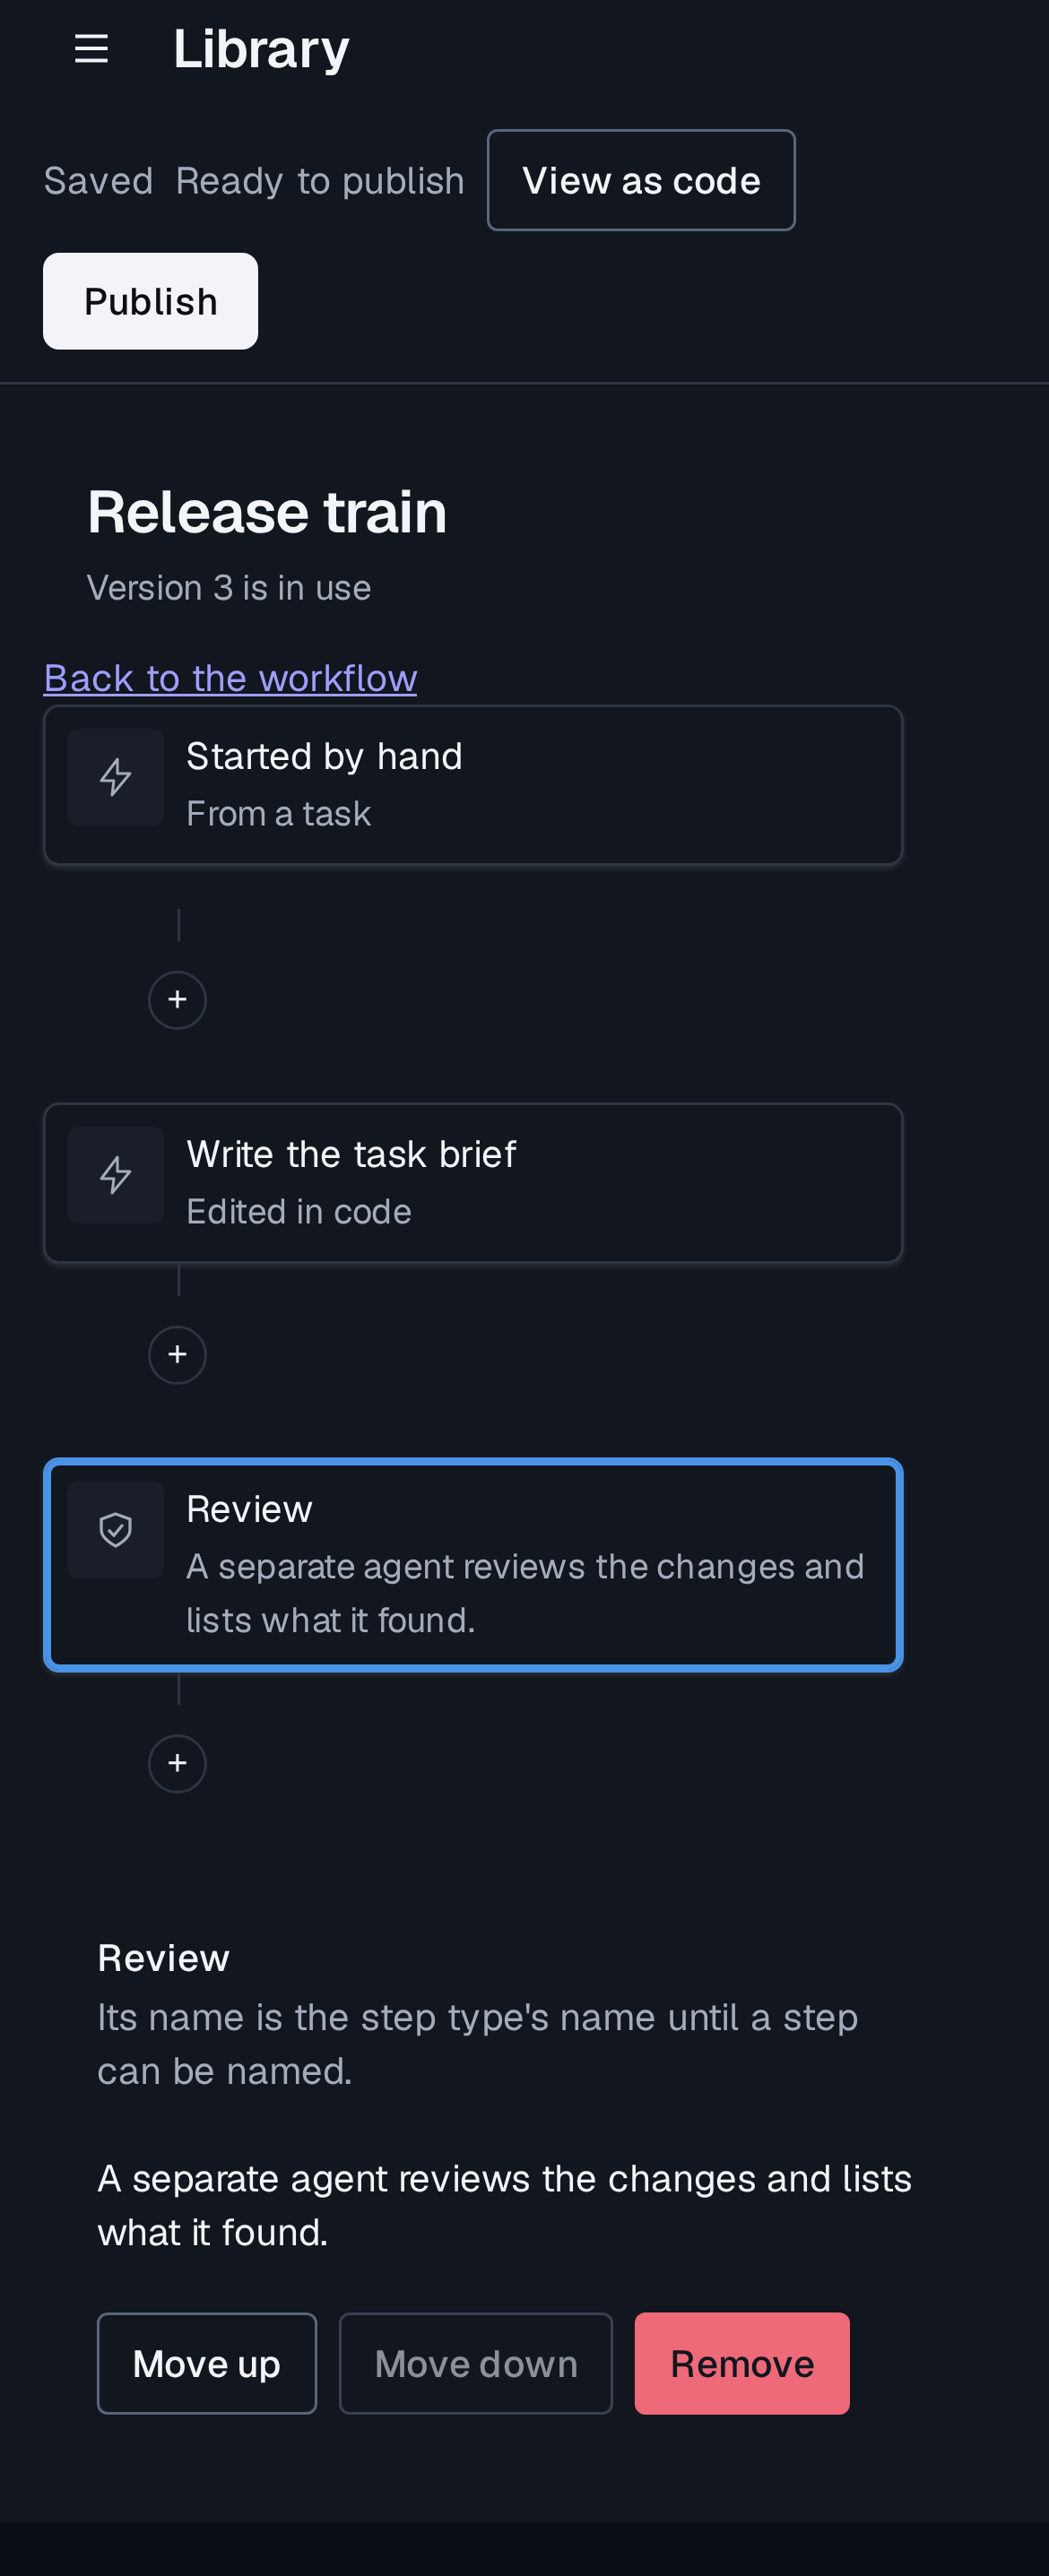 Library
Saved Ready to publish View as code
Publish
Release train
Version 3 is in use
Back to the workflow
Started by hand
From a task
+
Write the task brief
Edited in code
+
Review
A separate agent reviews the changes and
lists what it found.
+
Review
Its name is the step type's name until a step
can be named.
A separate agent reviews the changes and lists
what it found.
Move up Move down Remove